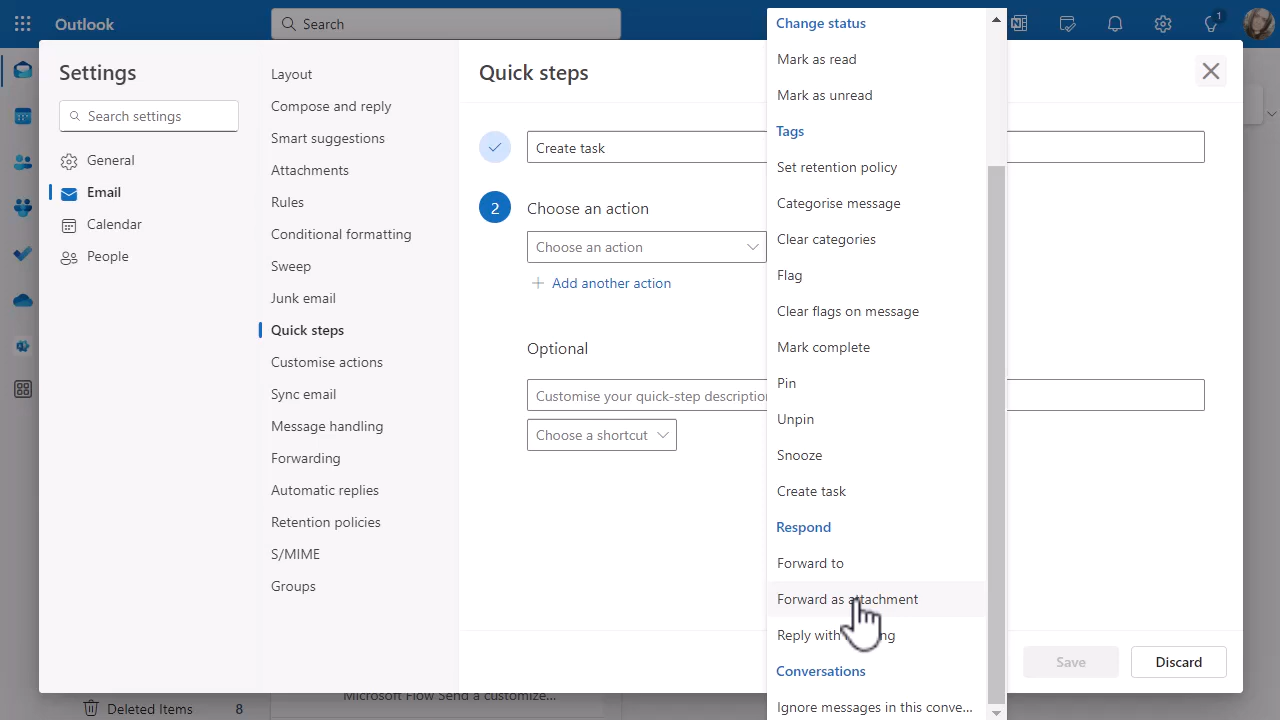 Outlook
Search
1
Settings
Search settings
General
Email
Calendar
People
Layout
Compose and reply
Smart suggestions
Attachments
Rules
Conditional formatting
Sweep
Junk email
Quick steps
Customise actions
Sync email
Message handling
Forwarding
Automatic replies
Retention policies
S/MIME
Groups
Quick steps
Create task
2
Choose an action
Choose an action
Add another action
Optional
Customise your quick-step description
Choose a shortcut
Change status
Mark as read
Mark as unread
Tags
Set retention policy
Categorise message
Clear categories
Flag
Clear flags on message
Mark complete
Pin
Unpin
Snooze
Create task
Respond
Forward to
Forward as attachment
Reply with
Conversations
Ignore messages in this conve...
Save
Discard
Microsoft Flow Send a customize...
Deleted Items 8